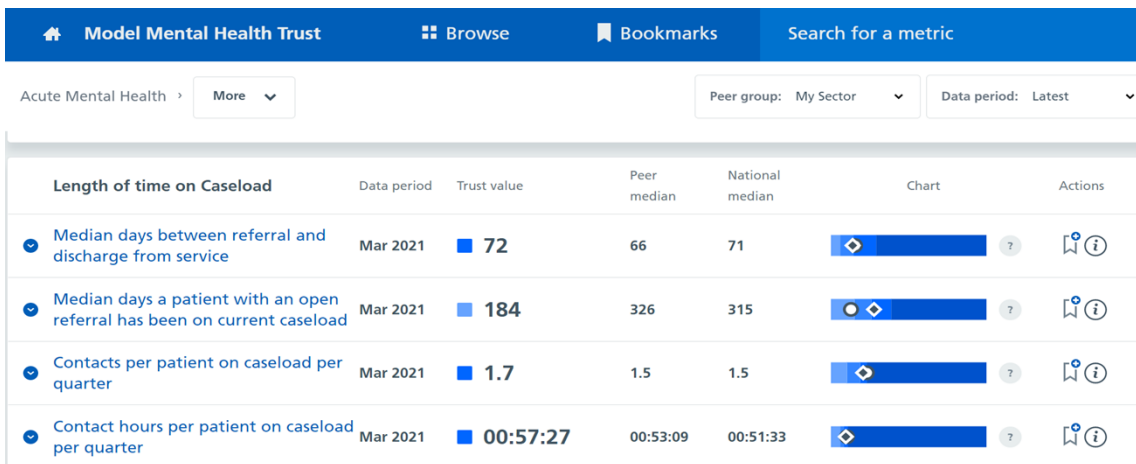 Model Mental Health Trust Browse Bookmarks Search for a metric
Acute Mental Health › More Peer group: My Sector Data period: Latest
Length of time on Caseload Data period Trust value Peer median National median Chart Actions
Median days between referral and discharge from service Mar 2021 72 66 71 ? i
Median days a patient with an open referral has been on current caseload Mar 2021 184 326 315 ? i
Contacts per patient on caseload per quarter Mar 2021 1.7 1.5 1.5 ? i
Contact hours per patient on caseload per quarter Mar 2021 00:57:27 00:53:09 00:51:33 ? i